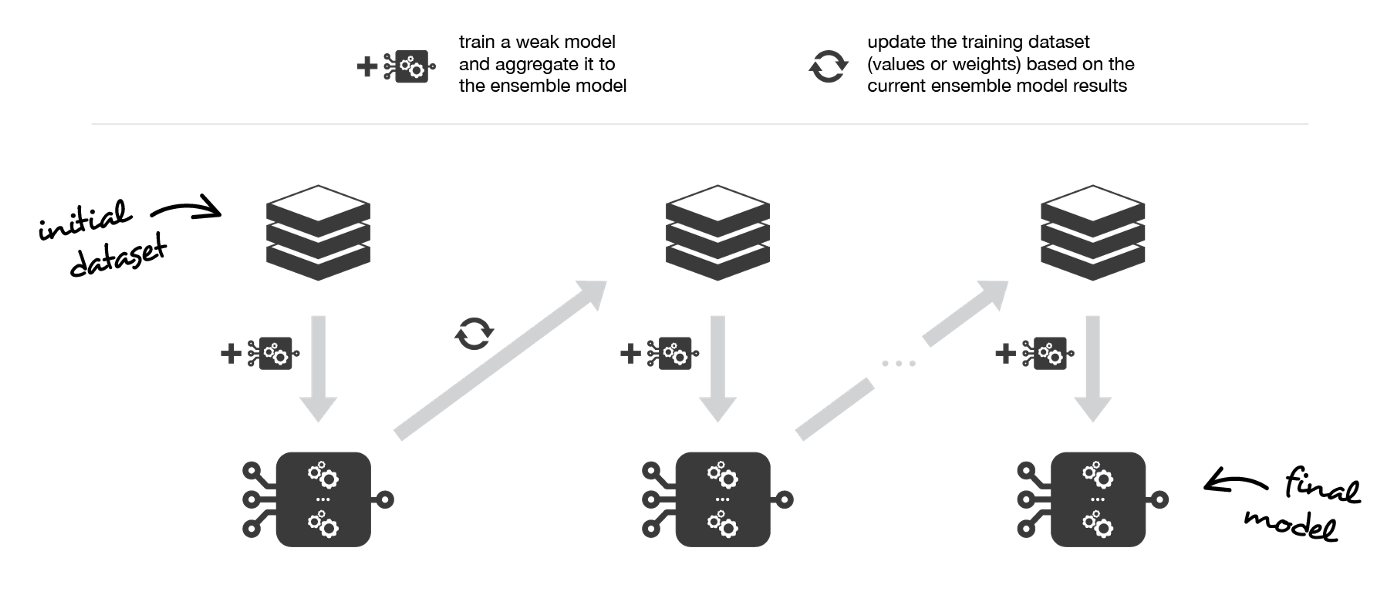 train a weak model
and aggregate it to
the ensemble model
update the training dataset
(values or weights) based on the
current ensemble model results
initial
dataset
final
model